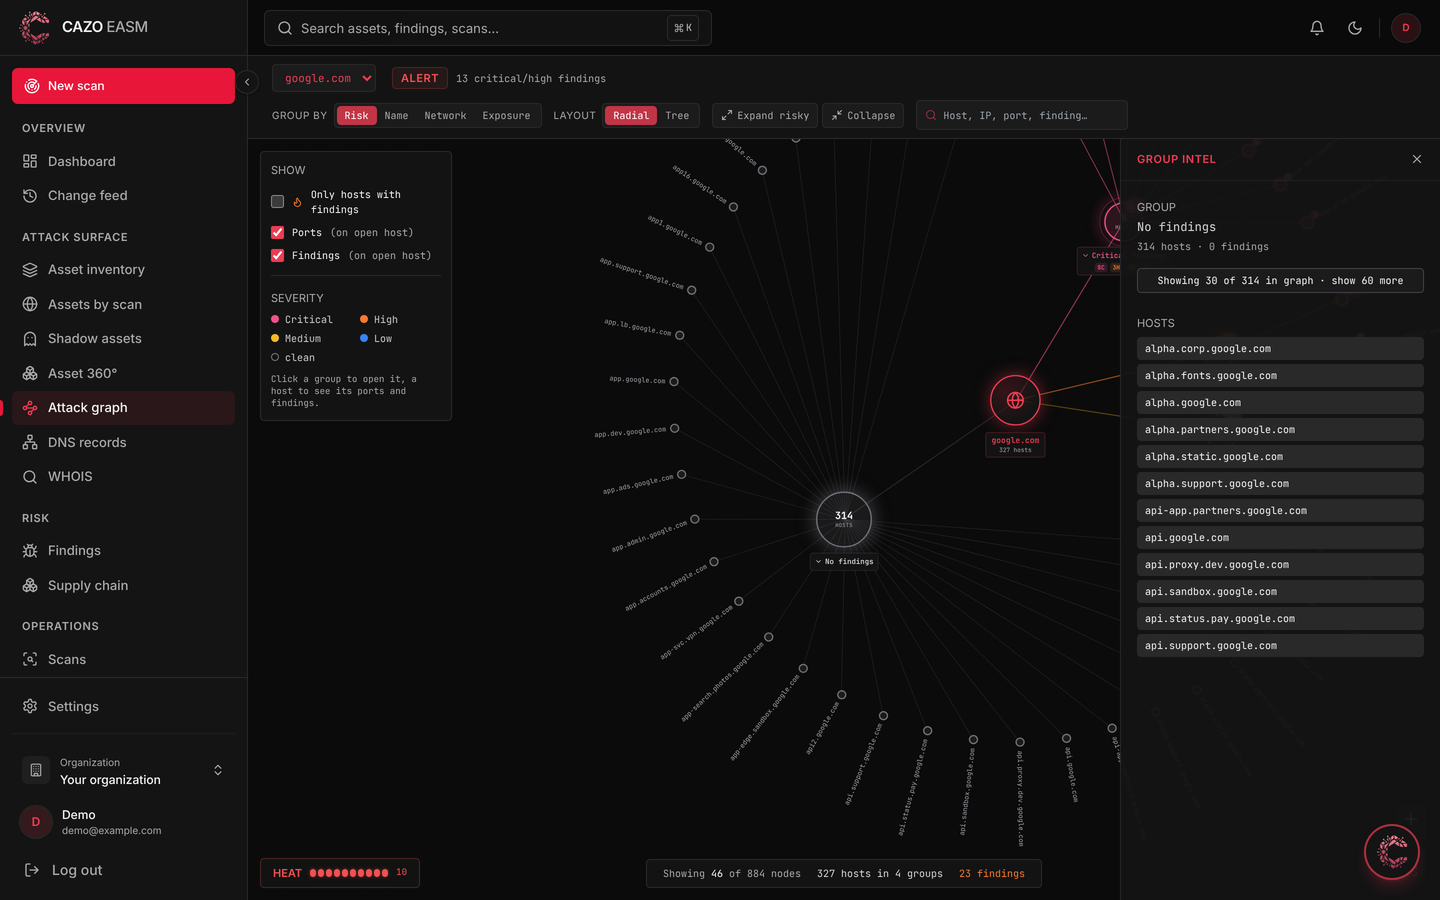 CAZO EASM
Search assets, findings, scans...
⌘K
D
New scan
OVERVIEW
Dashboard
Change feed
ATTACK SURFACE
Asset inventory
Assets by scan
Shadow assets
Asset 360°
Attack graph
DNS records
WHOIS
RISK
Findings
Supply chain
OPERATIONS
Scans
Settings
Organization
Your organization
D
Demo
demo@example.com
Log out
google.com
ALERT
13 critical/high findings
GROUP BY
Risk
Name
Network
Exposure
LAYOUT
Radial
Tree
Expand risky
Collapse
Host, IP, port, finding…
SHOW
Only hosts with
findings
Ports (on open host)
Findings (on open host)
SEVERITY
Critical
High
Medium
Low
clean
Click a group to open it, a
host to see its ports and
findings.
app16.google.com
app1.google.com
app.support.google.com
app.lb.google.com
app.google.com
app.dev.google.com
app.ads.google.com
app.admin.google.com
app.accounts.google.com
app-svc.vpn.google.com
app-search.photos.google.com
app-edge.sandbox.google.com
api2.google.com
api.support.google.com
api.status.pay.google.com
api.sandbox.google.com
api.proxy.dev.google.com
api.google.com
google.com
327 hosts
314
HOSTS
No findings
GROUP INTEL
GROUP
No findings
314 hosts · 0 findings
Showing 30 of 314 in graph · show 60 more
HOSTS
alpha.corp.google.com
alpha.fonts.google.com
alpha.google.com
alpha.partners.google.com
alpha.static.google.com
alpha.support.google.com
api-app.partners.google.com
api.google.com
api.proxy.dev.google.com
api.sandbox.google.com
api.status.pay.google.com
api.support.google.com
HEAT
10
Showing 46 of 884 nodes
327 hosts in 4 groups
23 findings